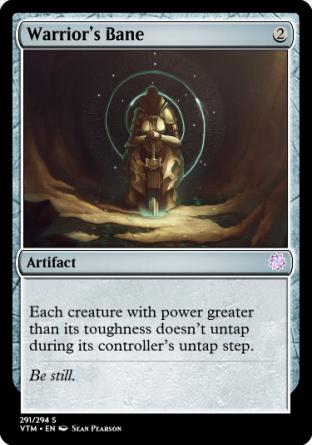 Warrior's Bane 2
Artifact
Each creature with power greater
than its toughness doesn't untap
during its controller's untap step.
Be still.
291/294 S
VTM • EN Sean Pearson